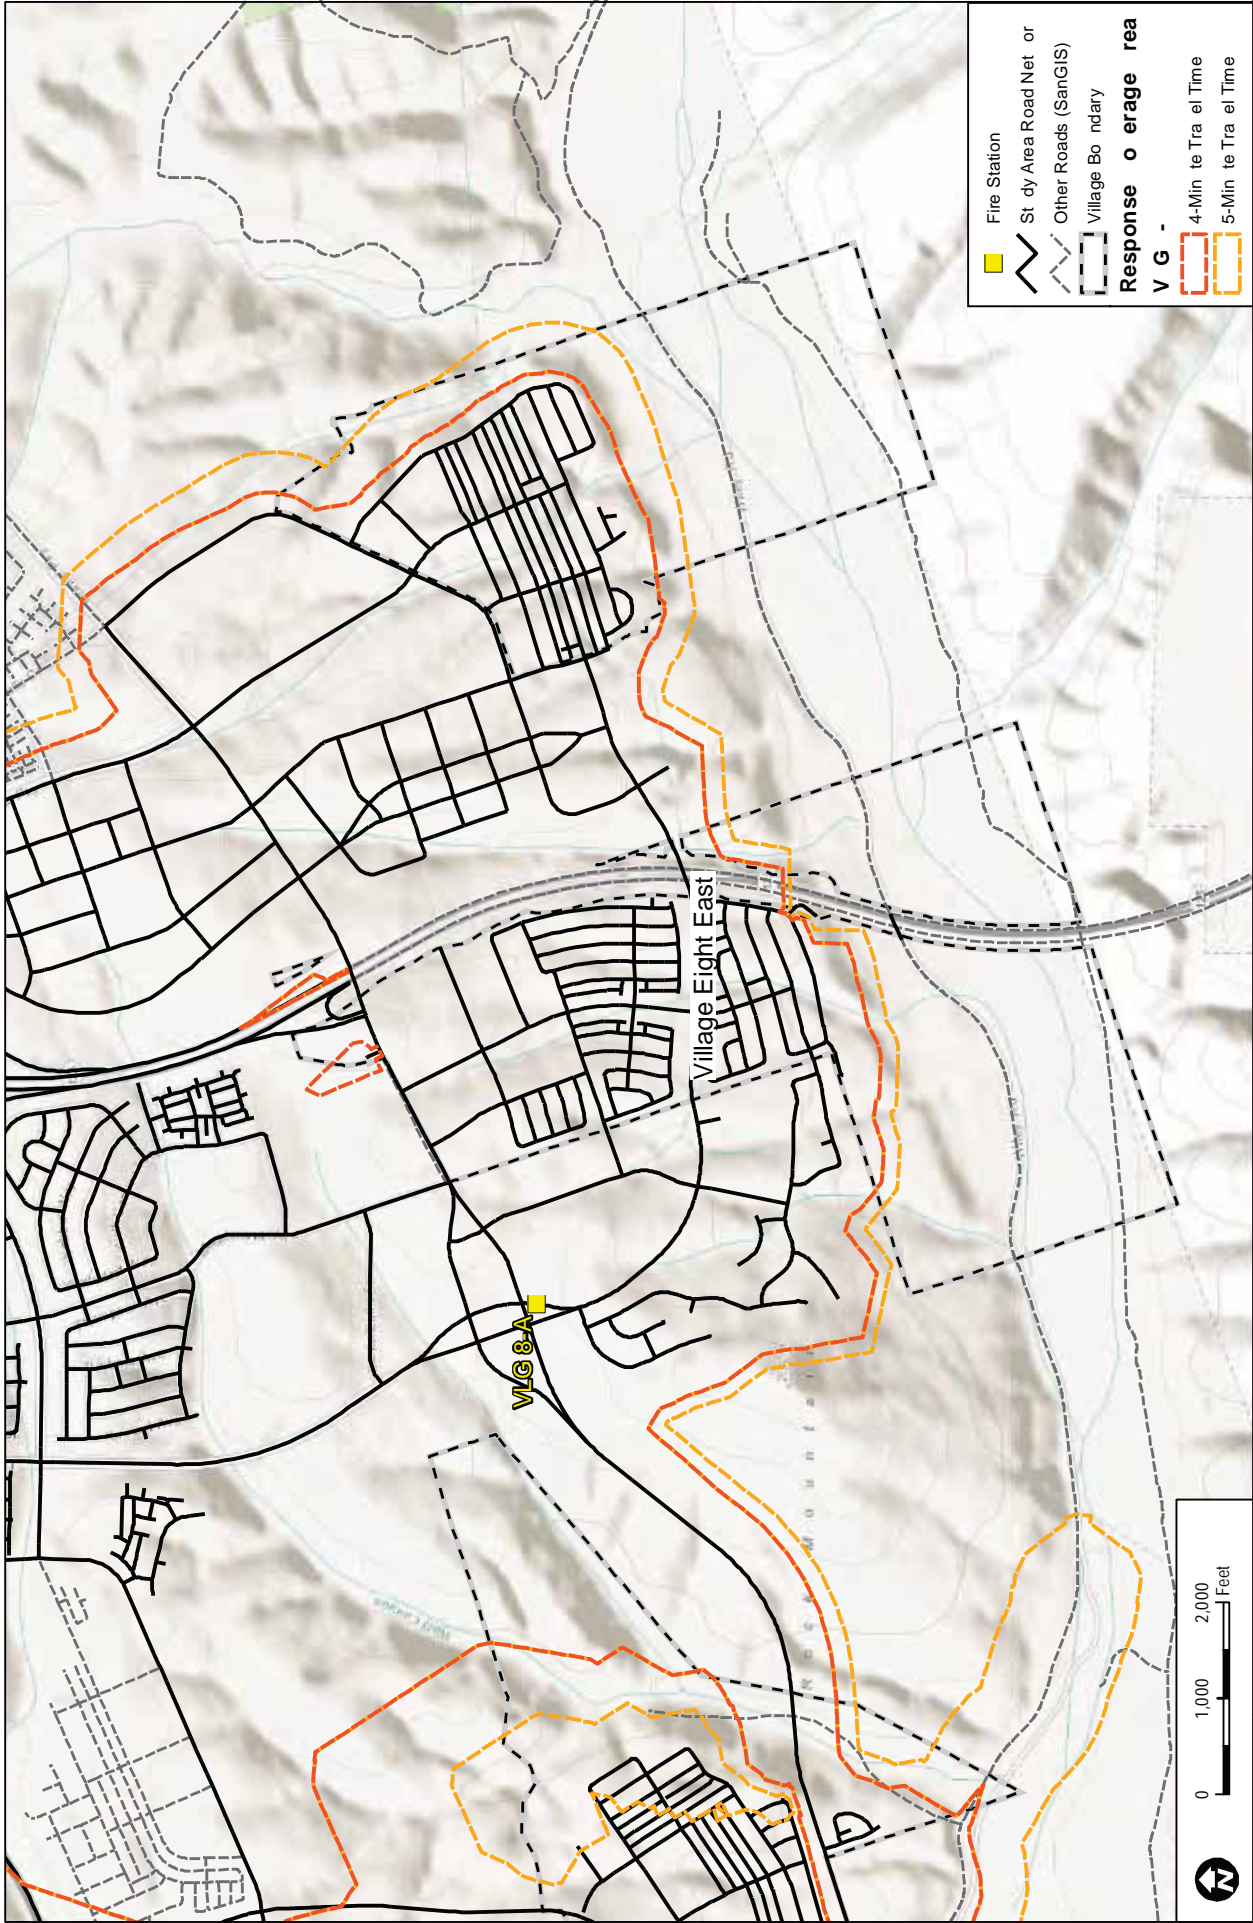 VLG 8-A
Village Eight East
Fire Station
St dy Area Road Net or
Other Roads (SanGIS)
Village Bo ndary
Response o erage rea
V G -
4-Min te Tra el Time
5-Min te Tra el Time
0 1,000 2,000
Feet
N